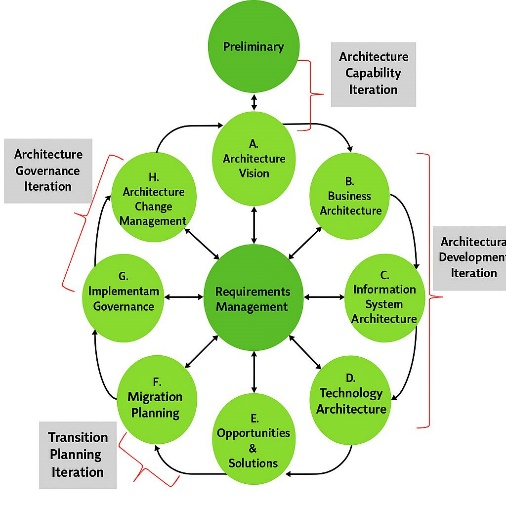 Preliminary
Architecture
Capability
Iteration
A.
Architecture
Vision
Architecture
Governance
Iteration
H.
Architecture
Change
Management
B.
Business
Architecture
Architectura
Development
Iteration
G.
Implementam
Governance
Requirements
Management
C.
Information
System
Architecture
F.
Migration
Planning
D.
Technology
Architecture
E.
Opportunities
&
Solutions
Transition
Planning
Iteration